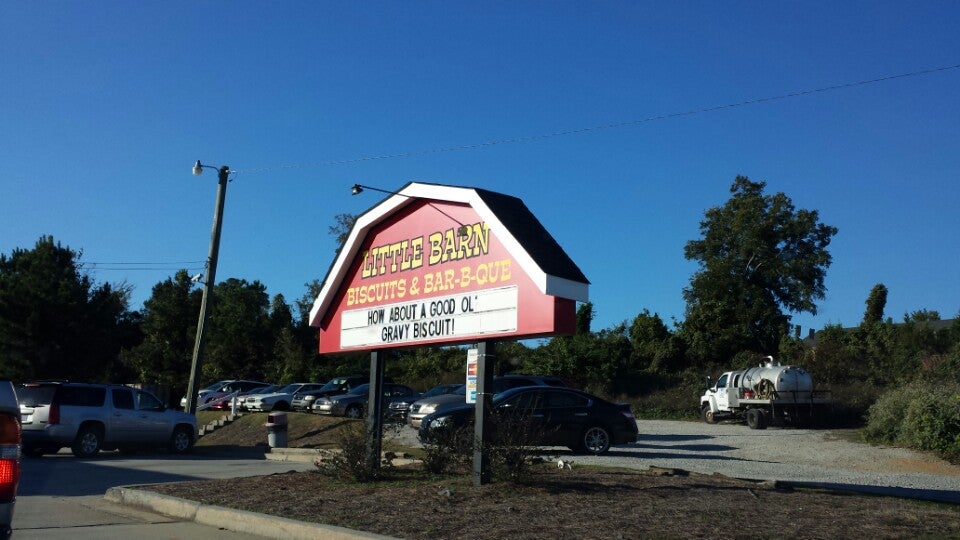 LITTLE BARN
BISCUITS & BAR-B-QUE
HOW ABOUT A GOOD OL'
GRAVY BISCUIT!